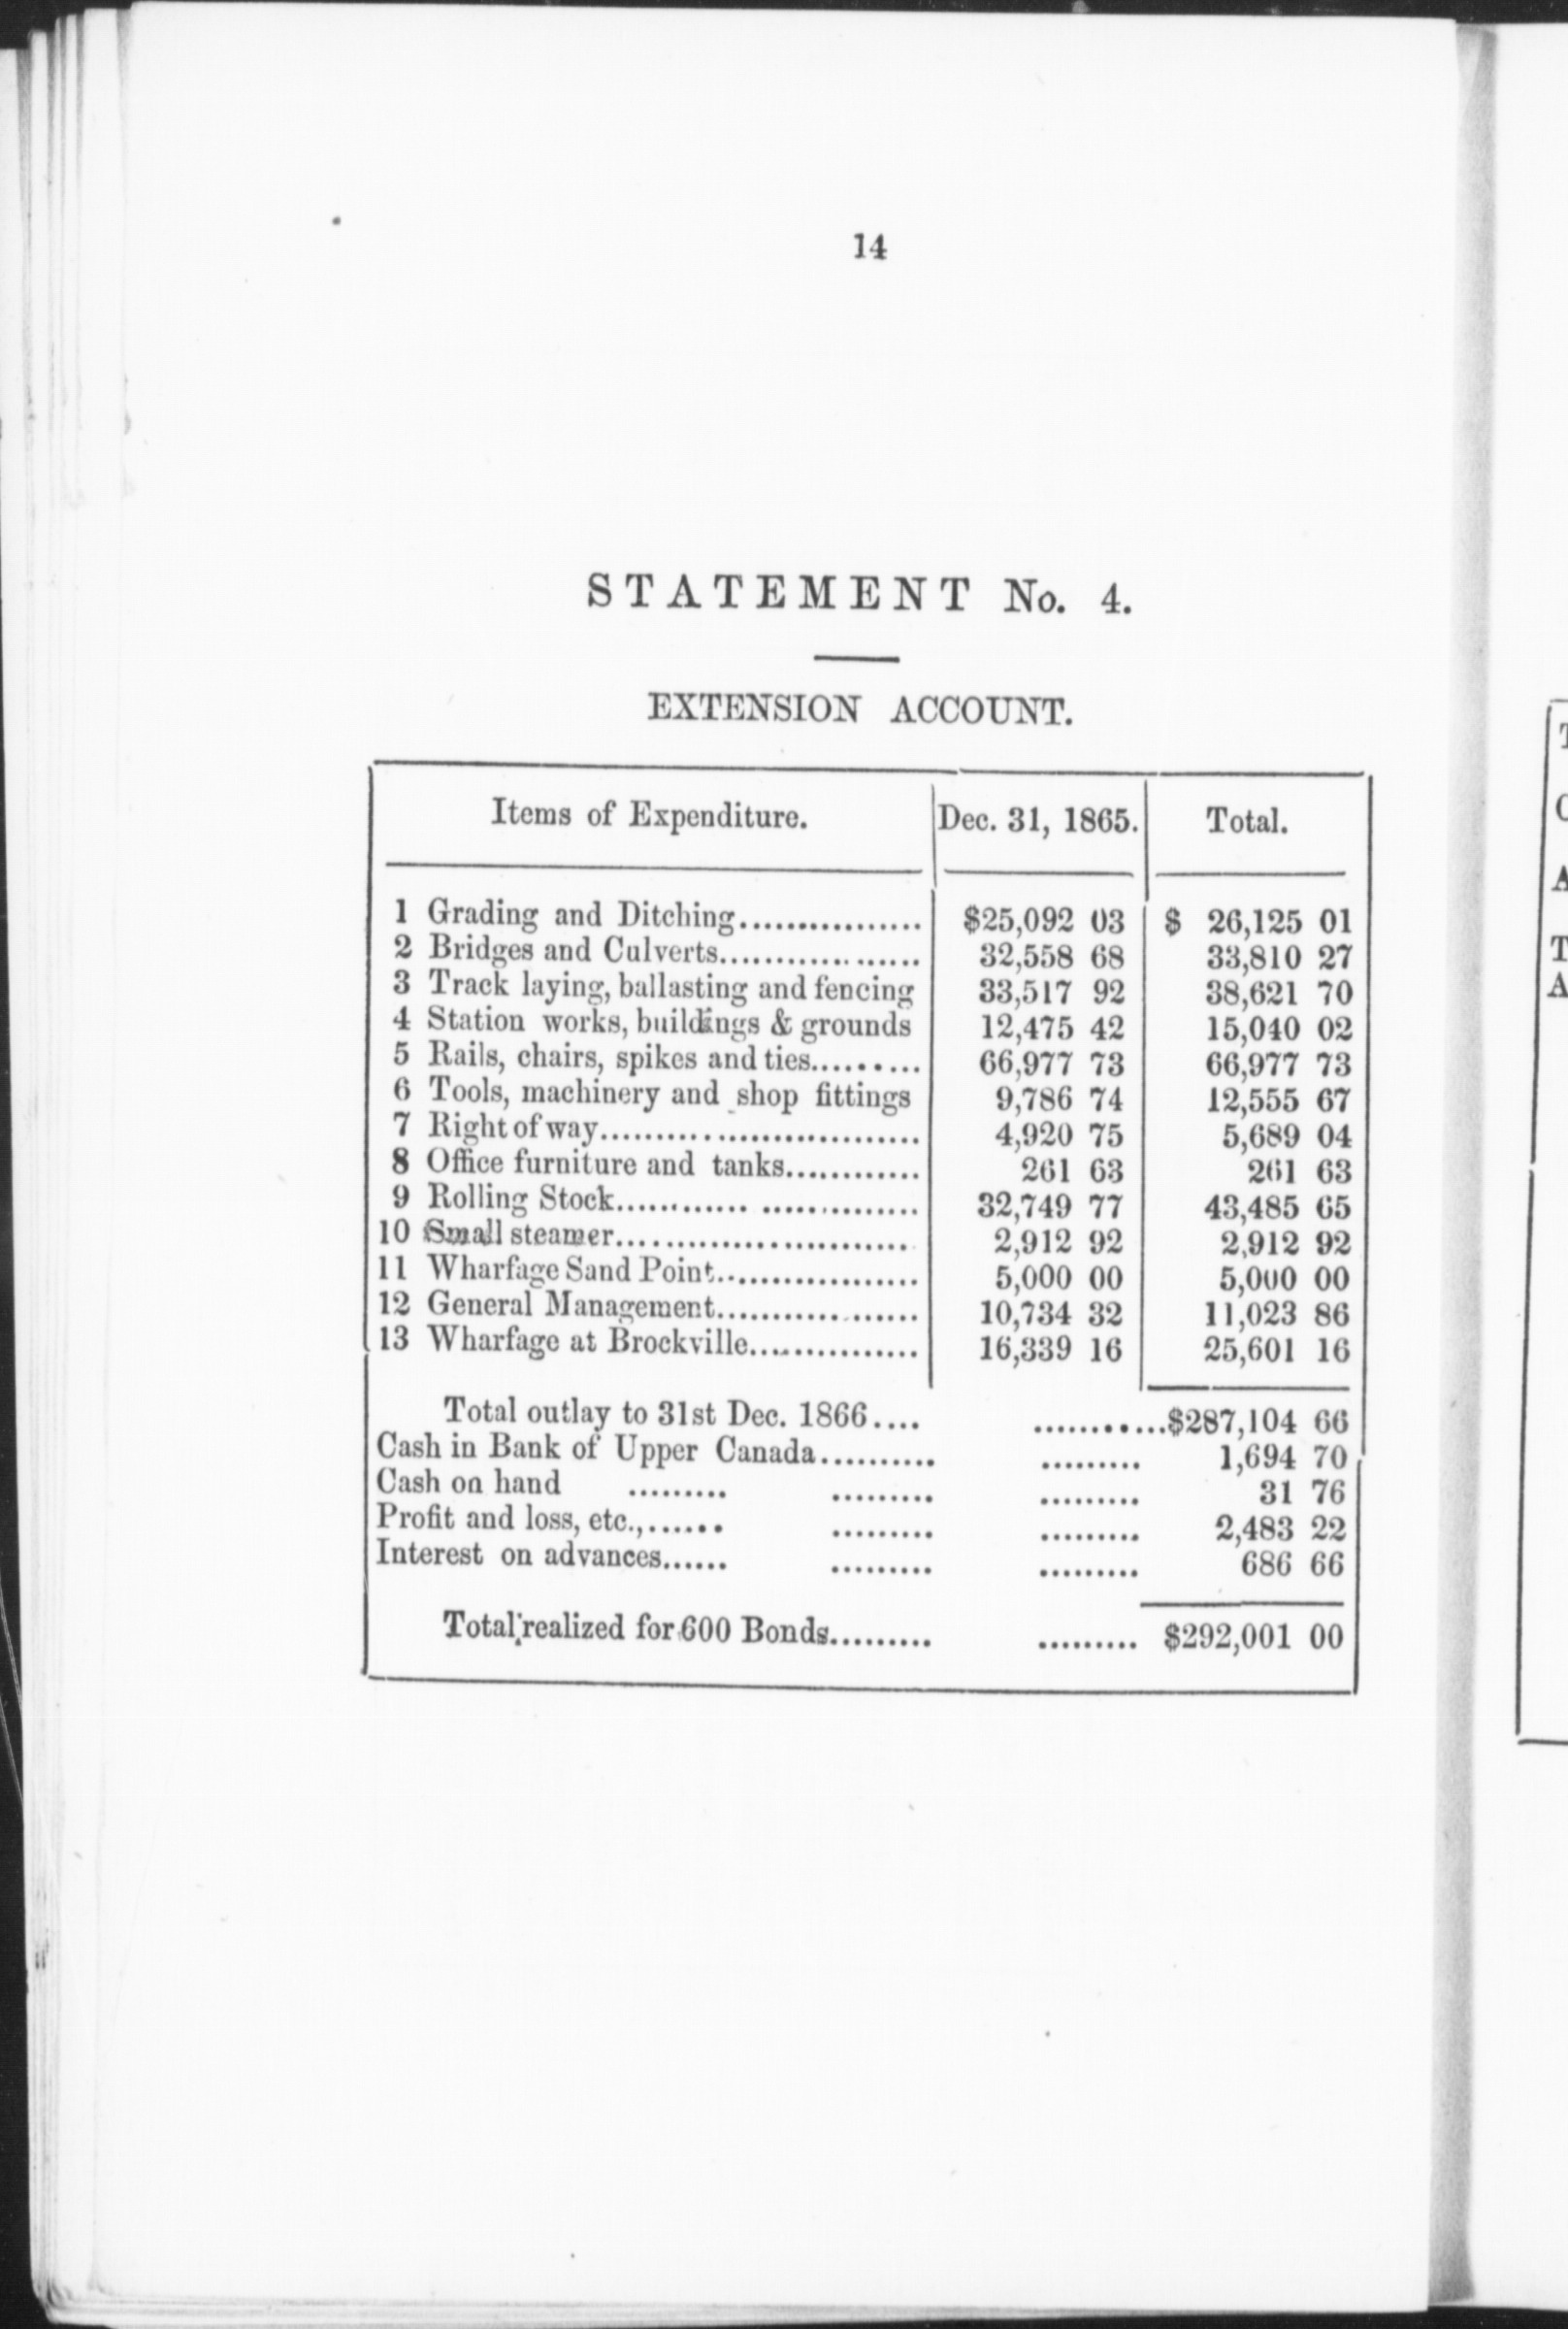 14
STATEMENT No. 4.
EXTENSION ACCOUNT.
Items of Expenditure. Dec. 31, 1865. Total.
1 Grading and Ditching................ $25,092 03 $ 26,125 01
2 Bridges and Culverts.................. 32,558 68 33,810 27
3 Track laying, ballasting and fencing 33,517 92 38,621 70
4 Station works, buildings & grounds 12,475 42 15,040 02
5 Rails, chairs, spikes and ties.......... 66,977 73 66,977 73
6 Tools, machinery and shop fittings 9,786 74 12,555 67
7 Right of way.............................. 4,920 75 5,689 04
8 Office furniture and tanks............. 261 63 261 63
9 Rolling Stock............ .............. 32,749 77 43,485 65
10 Small steamer.......................... 2,912 92 2,912 92
11 Wharfage Sand Point.................. 5,000 00 5,000 00
12 General Management.................. 10,734 32 11,023 86
13 Wharfage at Brockville................ 16,339 16 25,601 16
Total outlay to 31st Dec. 1866.... ...........$287,104 66
Cash in Bank of Upper Canada.......... ......... 1,694 70
Cash on hand ......... ......... ......... 31 76
Profit and loss, etc.,...... ......... ......... 2,483 22
Interest on advances...... ......... ......... 686 66
Total realized for 600 Bonds......... ......... $292,001 00